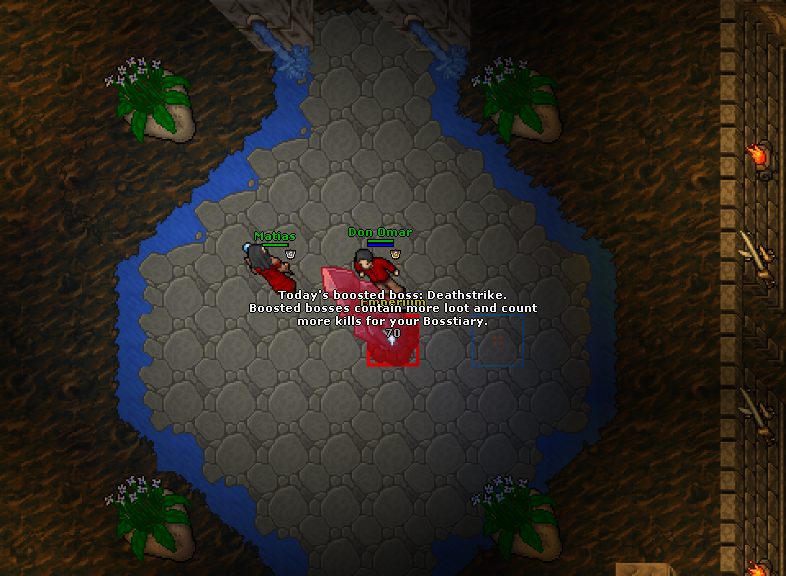 Matias
Don Omar
Today's boosted boss: Deathstrike.
Emperium
Boosted bosses contain more loot and count
more kills for your Bosstiary.
70